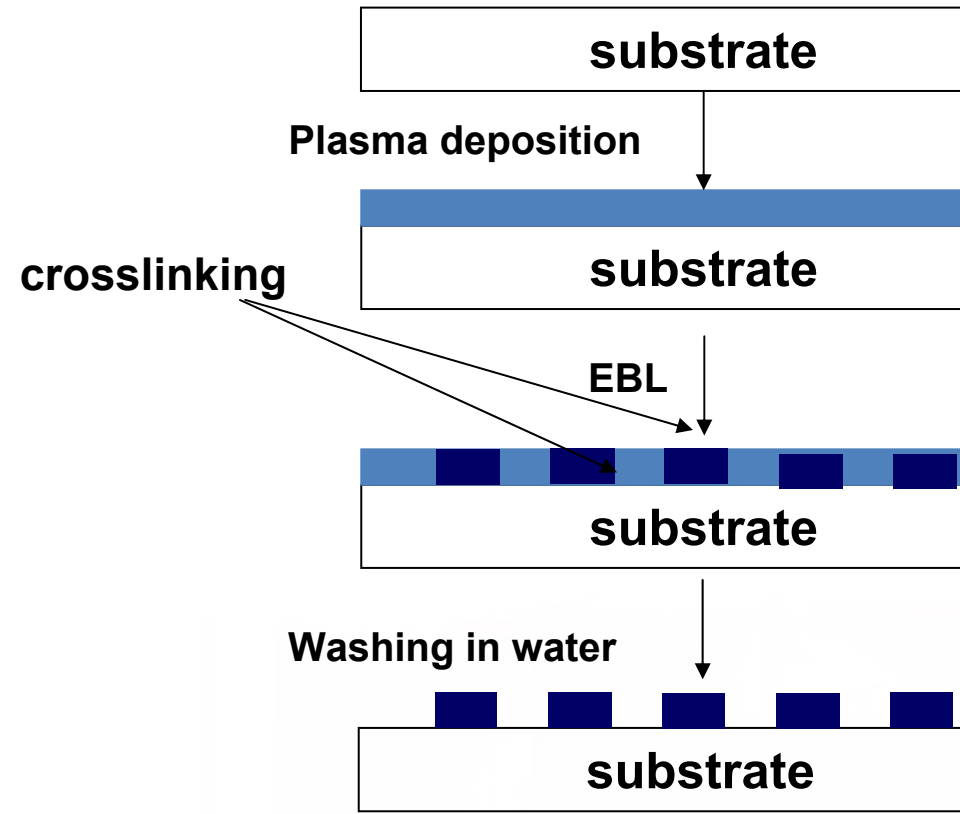 substrate
Plasma deposition
substrate
crosslinking
EBL
substrate
Washing in water
substrate